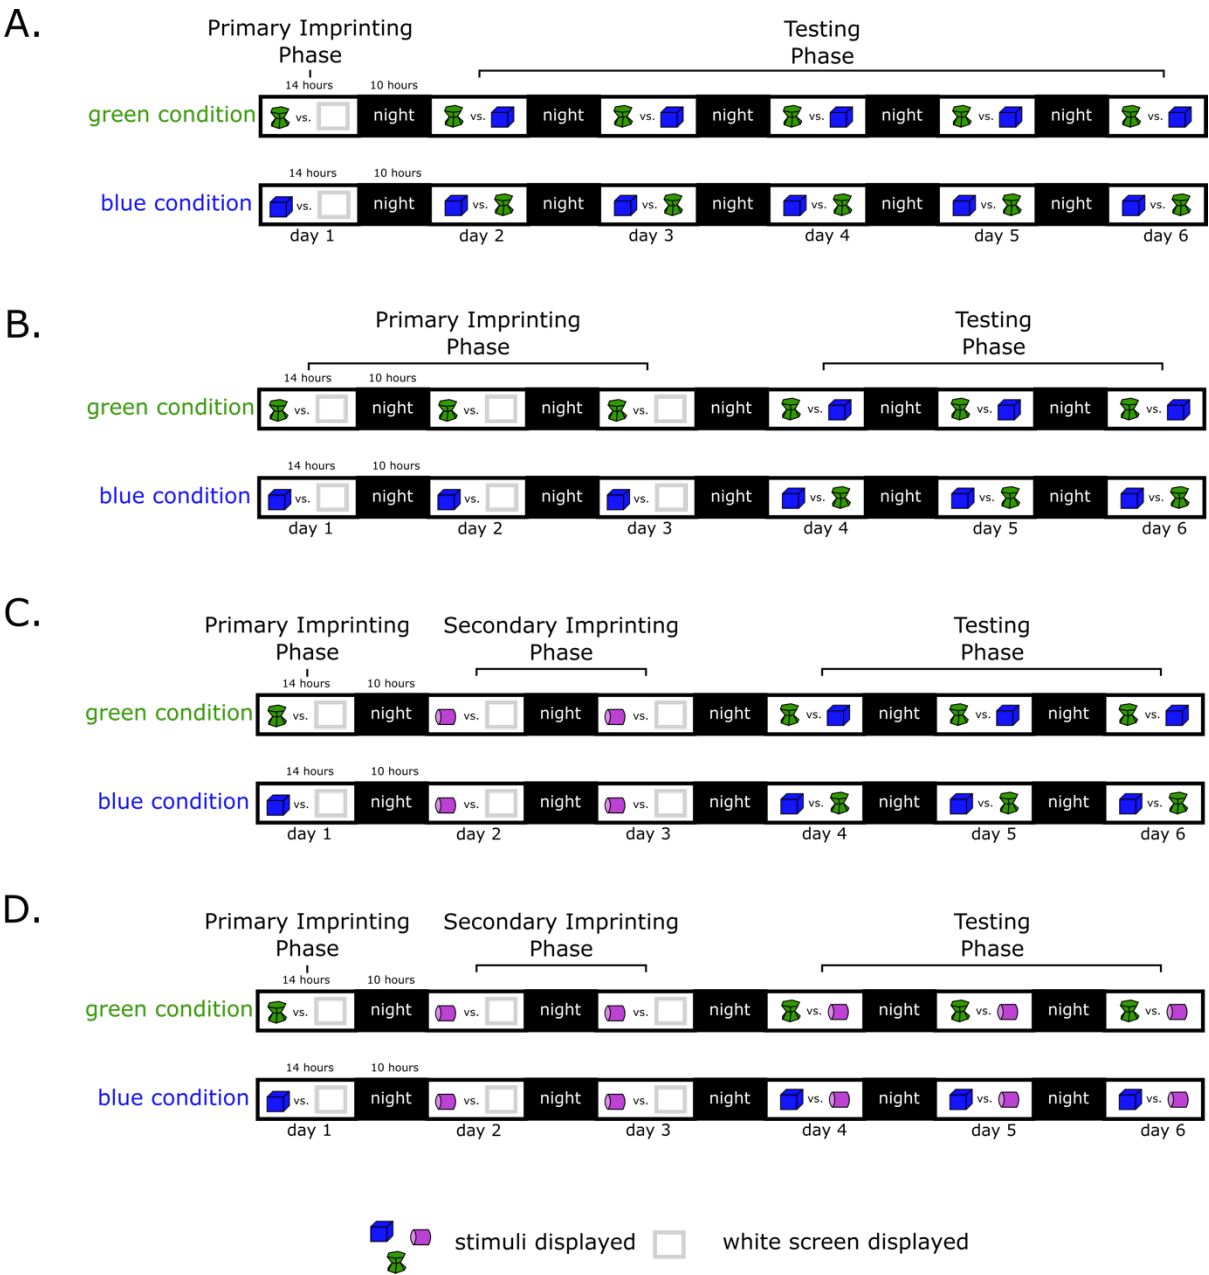 A.
Primary Imprinting Phase
Testing Phase
14 hours 10 hours
green condition vs. night vs. night vs. night vs. night vs. night vs.
14 hours 10 hours
blue condition vs. night vs. night vs. night vs. night vs. night vs.
day 1 day 2 day 3 day 4 day 5 day 6
B.
Primary Imprinting Phase
Testing Phase
14 hours 10 hours
green condition vs. night vs. night vs. night vs. night vs. night vs.
14 hours 10 hours
blue condition vs. night vs. night vs. night vs. night vs. night vs.
day 1 day 2 day 3 day 4 day 5 day 6
C.
Primary Imprinting Phase
Secondary Imprinting Phase
Testing Phase
14 hours 10 hours
green condition vs. night vs. night vs. night vs. night vs. night vs.
14 hours 10 hours
blue condition vs. night vs. night vs. night vs. night vs. night vs.
day 1 day 2 day 3 day 4 day 5 day 6
D.
Primary Imprinting Phase
Secondary Imprinting Phase
Testing Phase
14 hours 10 hours
green condition vs. night vs. night vs. night vs. night vs. night vs.
14 hours 10 hours
blue condition vs. night vs. night vs. night vs. night vs. night vs.
day 1 day 2 day 3 day 4 day 5 day 6
stimuli displayed white screen displayed